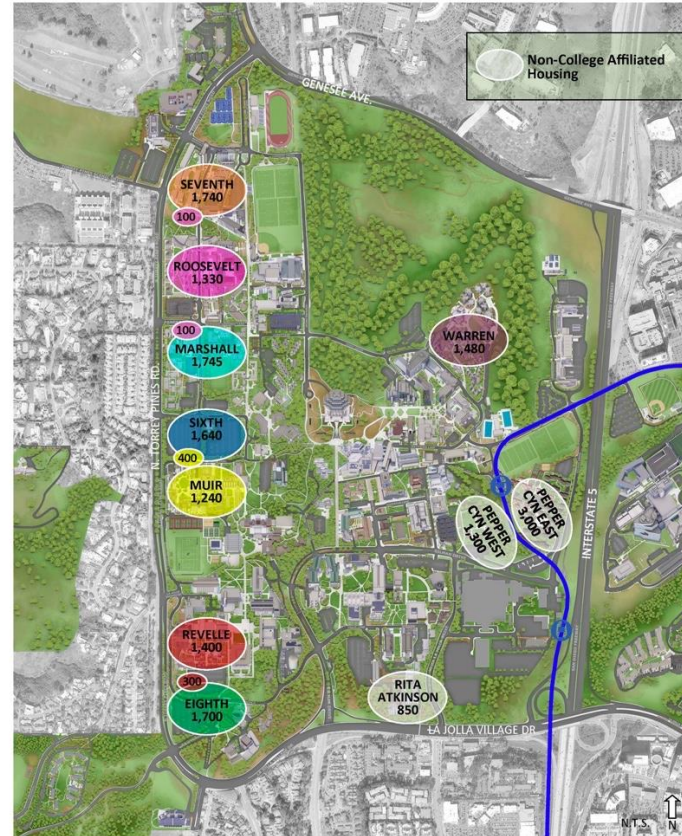 Non-College Affiliated
Housing
GENESEE AVE.
SEVENTH
1,740
100
ROOSEVELT
1,330
100
MARSHALL
1,745
WARREN
1,480
N. TORREY PINES RD.
SIXTH
1,640
400
MUIR
1,240
PEPPER
CYN WEST
1,300
PEPPER
CYN EAST
3,000
INTERSTATE 5
REVELLE
1,400
300
EIGHTH
1,700
RITA
ATKINSON
850
LA JOLLA VILLAGE DR
N.T.S.
N